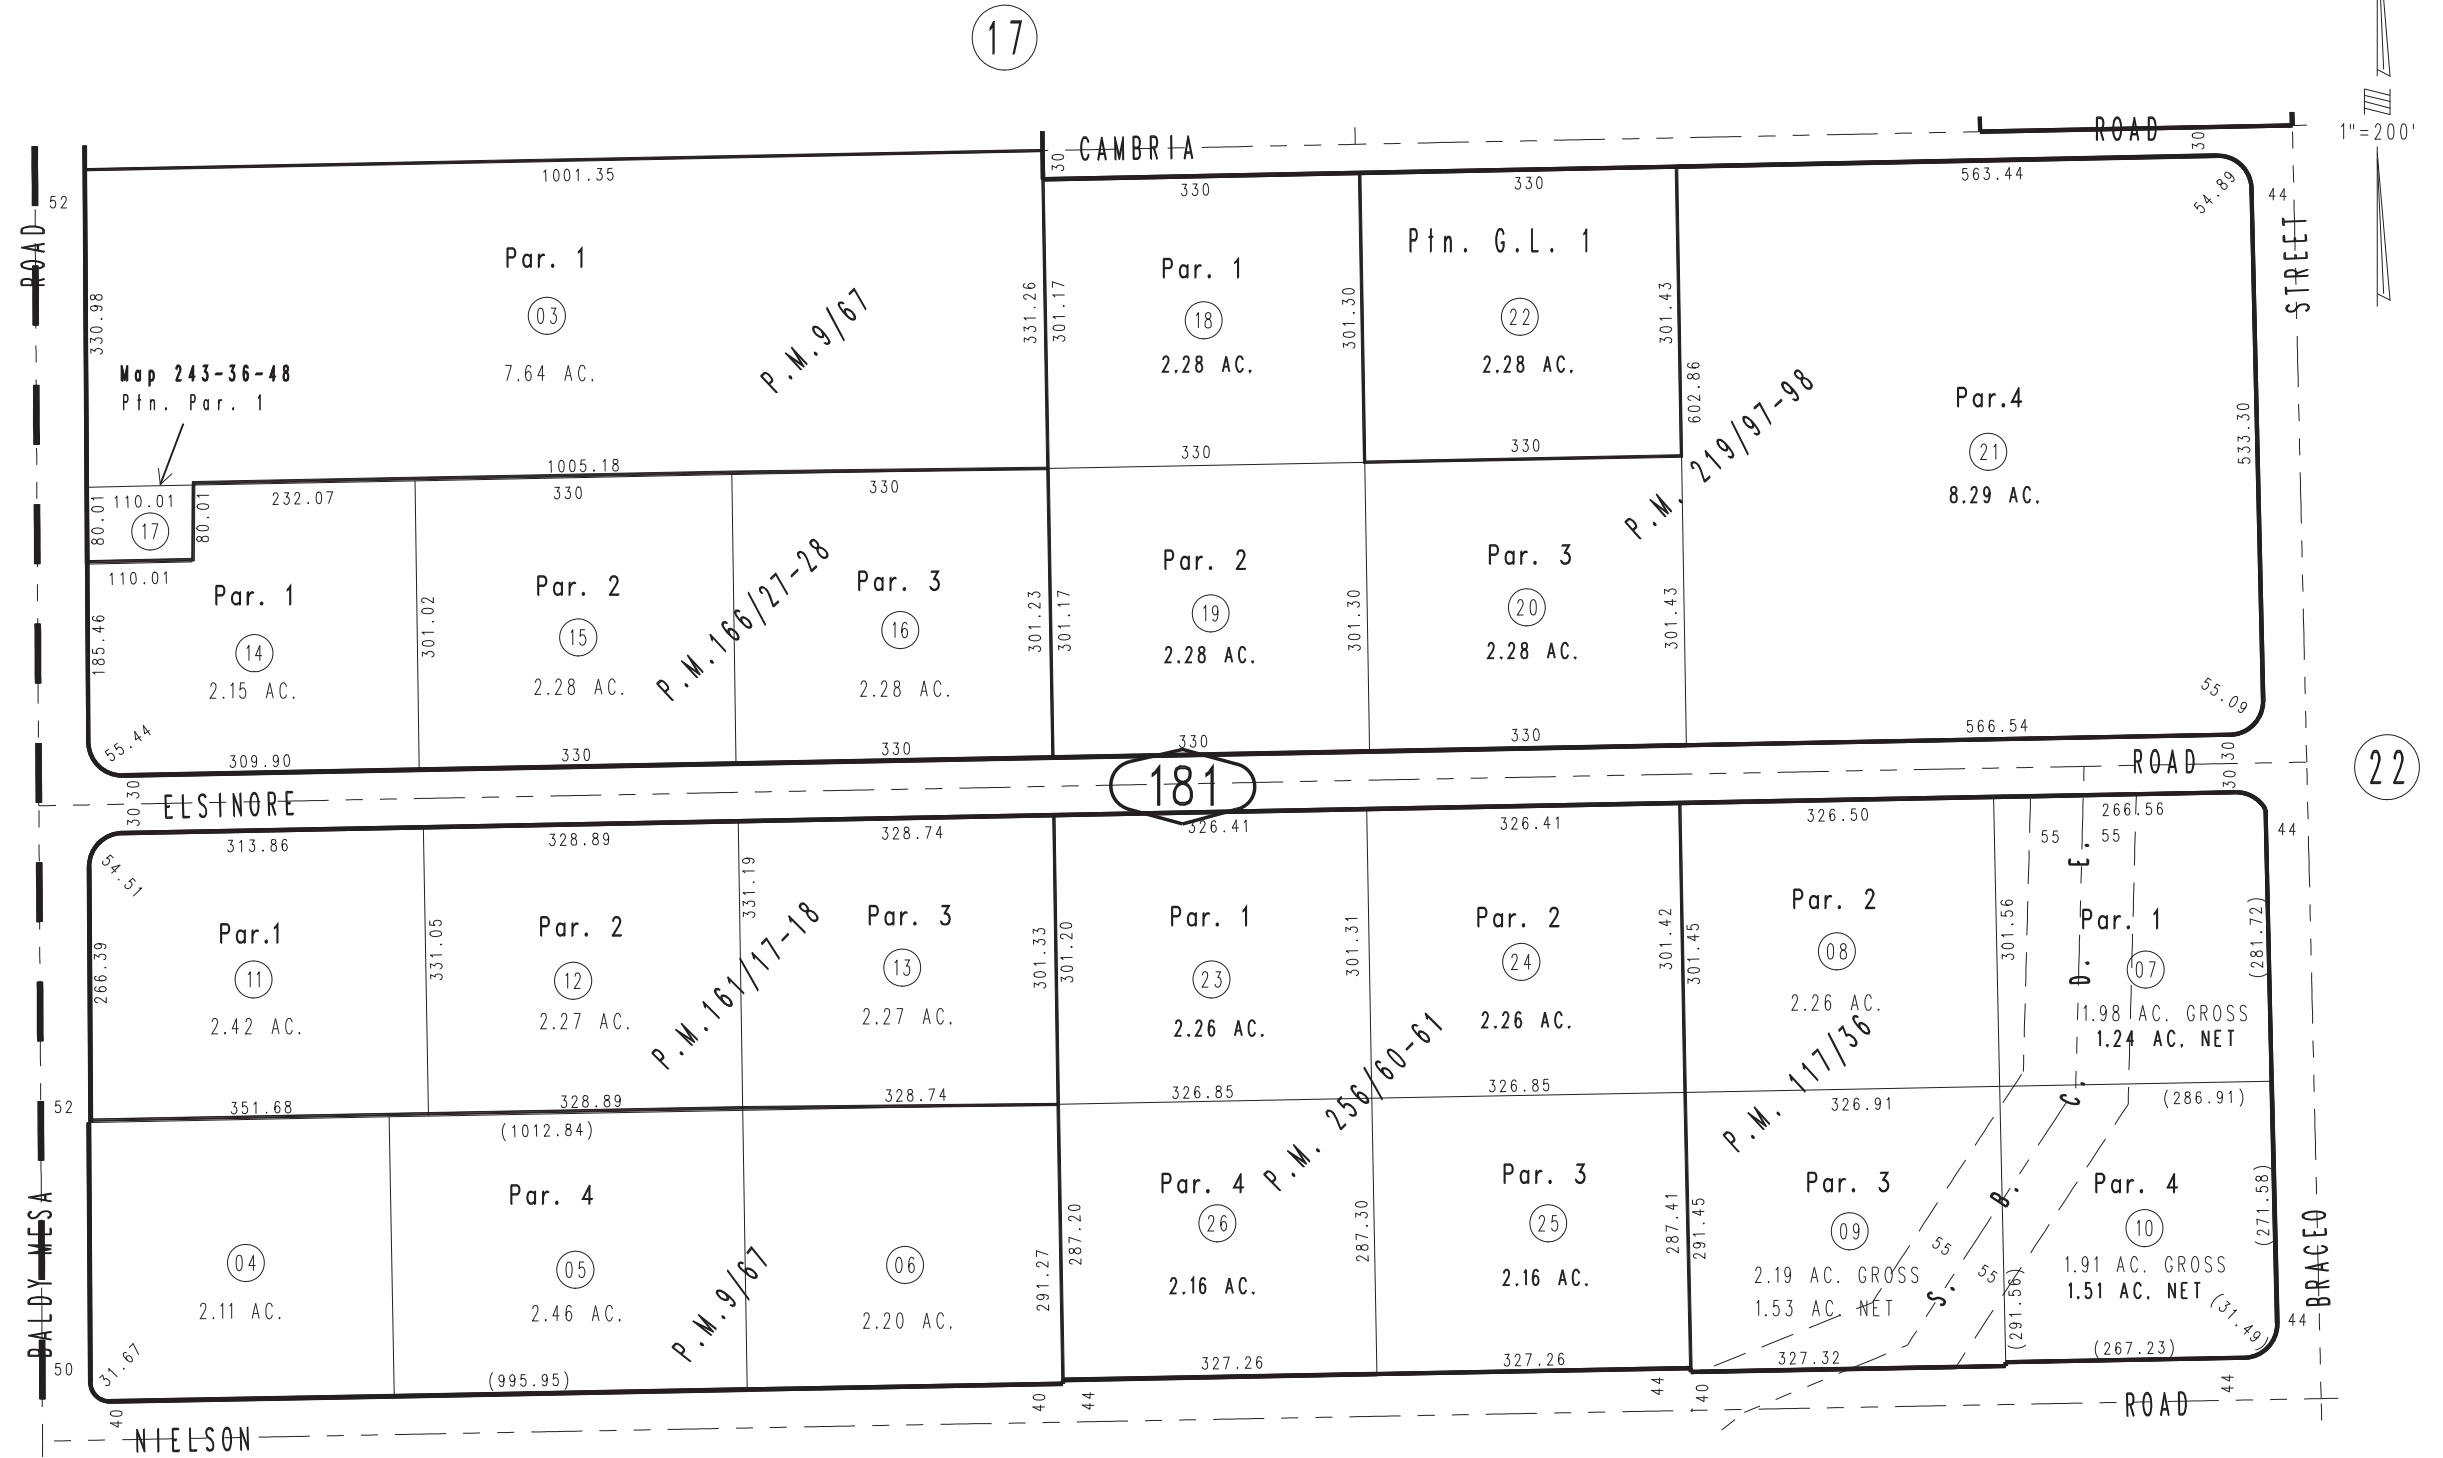 17
CAMBRIA ROAD
30
30
1"=200'
52
44
ROAD
STREET
1001.35
330
330
563.44
54.89
Par. 1
03
7.64 AC.
330.98
331.26
P.M.9/67
Par. 1
18
2.28 AC.
301.17
301.30
Ptn. G.L. 1
22
2.28 AC.
301.43
602.86
Par.4
21
8.29 AC.
533.30
P.M. 219/97-98
Map 243-36-48
Ptn. Par. 1
1005.18
330
330
80.01
110.01
17
80.01
110.01
232.07
330
330
Par. 1
14
2.15 AC.
185.46
301.02
Par. 2
15
2.28 AC.
P.M.166/27-28
Par. 3
16
2.28 AC.
301.23
301.17
Par. 2
19
2.28 AC.
301.30
Par. 3
20
2.28 AC.
301.43
55.44
309.90
330
330
330
330
566.54
55.09
30
30
ELSINORE ROAD
181
30
30
22
54.51
313.86
328.89
328.74
326.41
326.41
326.50
266.56
55
55
44
Par.1
11
2.42 AC.
266.39
331.05
Par. 2
12
2.27 AC.
331.19
P.M.161/17-18
Par. 3
13
2.27 AC.
301.33
301.20
Par. 1
23
2.26 AC.
301.31
Par. 2
24
2.26 AC.
301.42
301.45
Par. 2
08
2.26 AC.
301.56
Par. 1
07
1.98 AC. GROSS
1.24 AC. NET
(281.72)
S. B. C. D. E.
P.M. 256/60-61
P.M. 117/36
52
351.68
328.89
328.74
326.85
326.85
326.91
(286.91)
(1012.84)
Par. 4
04
2.11 AC.
05
2.46 AC.
06
2.20 AC.
P.M.9/67
291.27
287.20
Par. 4
26
2.16 AC.
287.30
Par. 3
25
2.16 AC.
287.41
291.45
Par. 3
09
2.19 AC. GROSS
1.53 AC. NET
55
55
(291.56)
Par. 4
10
1.91 AC. GROSS
1.51 AC. NET
(271.58)
(31.49)
44
BALDY MESA
BRACEO
50
31.67
(995.95)
327.26
327.26
327.32
(267.23)
40
40
44
44
40
44
NIELSON ROAD